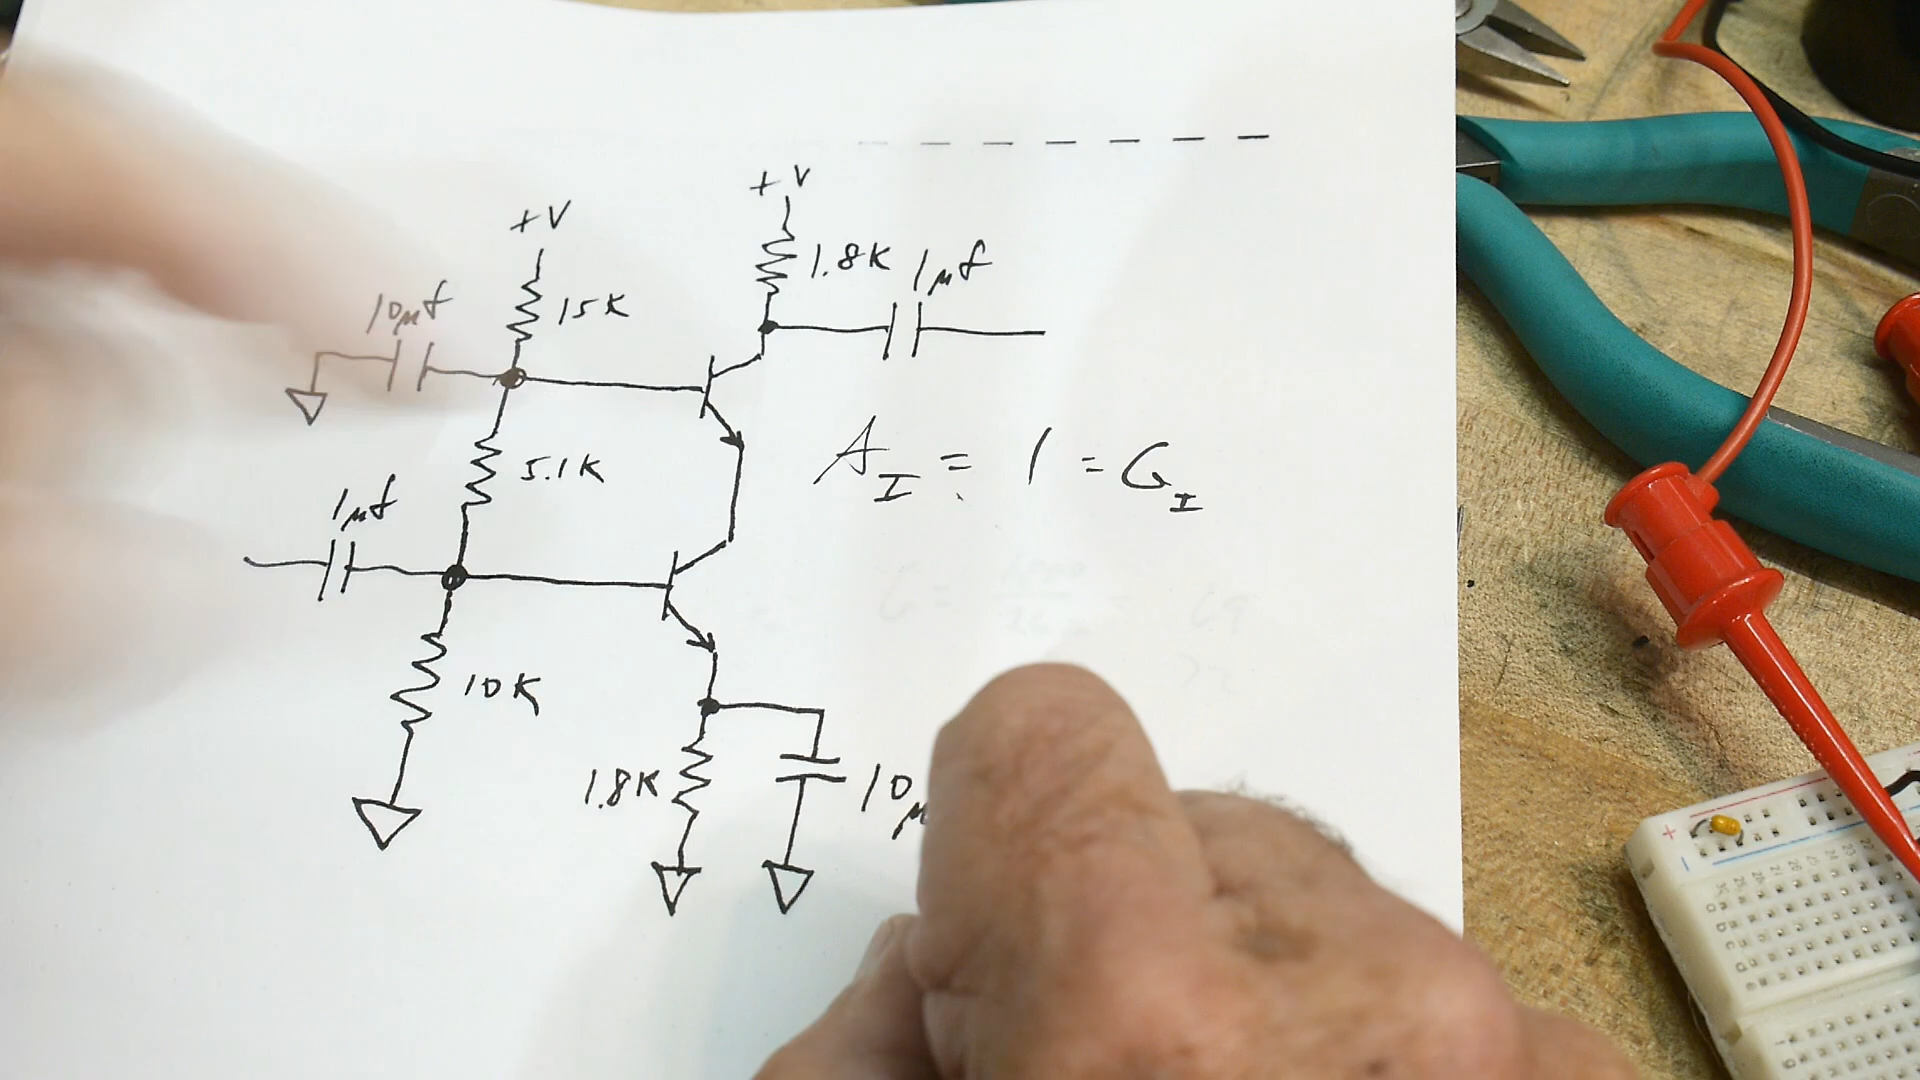 +V
+V
1.8K
1μf
10μf
15K
A_I = 1 = G_I
5.1K
1μf
10K
1.8K
10μ